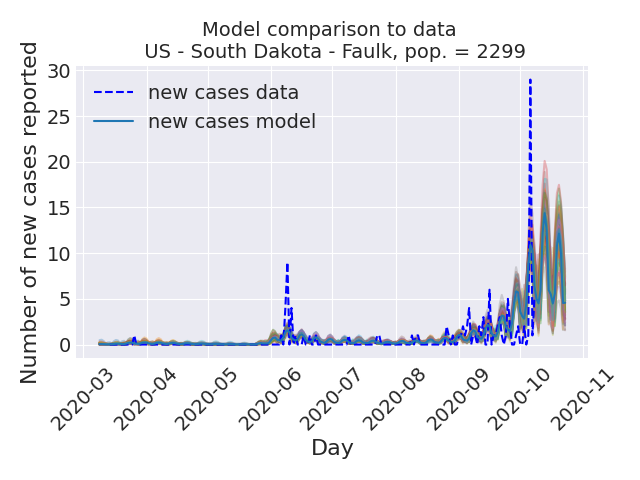 Model comparison to data
US - South Dakota - Faulk, pop. = 2299
Number of new cases reported
30
25
20
15
10
5
0
new cases data
new cases model
2020-03
2020-04
2020-05
2020-06
2020-07
2020-08
2020-09
2020-10
2020-11
Day